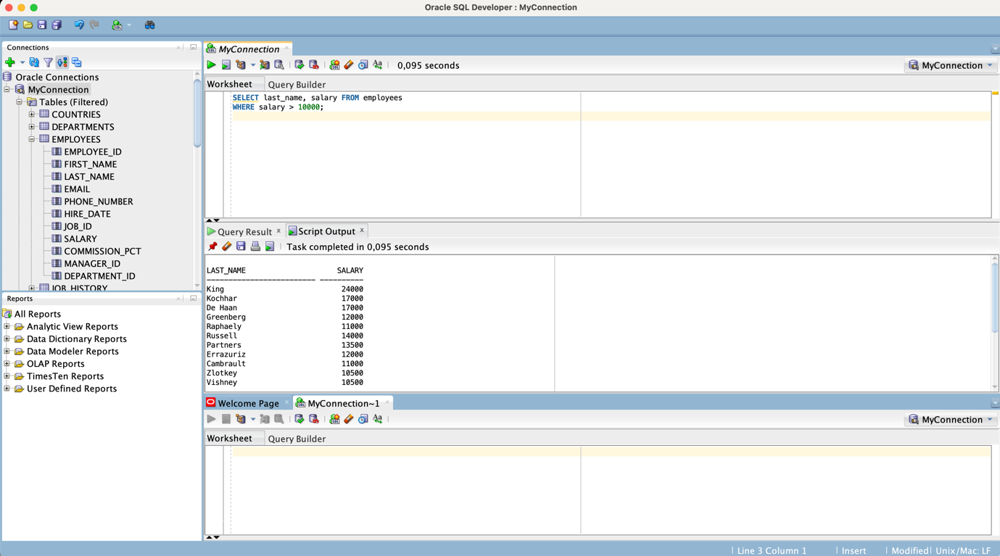 Oracle SQL Developer : MyConnection
Connections
Oracle Connections
MyConnection
Tables (Filtered)
COUNTRIES
DEPARTMENTS
EMPLOYEES
EMPLOYEE_ID
FIRST_NAME
LAST_NAME
EMAIL
PHONE_NUMBER
HIRE_DATE
JOB_ID
SALARY
COMMISSION_PCT
MANAGER_ID
DEPARTMENT_ID
JOB_HISTORY
Reports
All Reports
Analytic View Reports
Data Dictionary Reports
Data Modeler Reports
OLAP Reports
TimesTen Reports
User Defined Reports
MyConnection
0,095 seconds
MyConnection
Worksheet Query Builder
SELECT last_name, salary FROM employees
WHERE salary > 10000;
Query Result Script Output
Task completed in 0,095 seconds
LAST_NAME SALARY
------------------------- ----------
King 24000
Kochhar 17000
De Haan 17000
Greenberg 12000
Raphaely 11000
Russell 14000
Partners 13500
Errazuriz 12000
Cambrault 11000
Zlotkey 10500
Vishney 10500
Welcome Page MyConnection~1
MyConnection
Worksheet Query Builder
Line 3 Column 1 Insert Modified Unix/Mac: LF